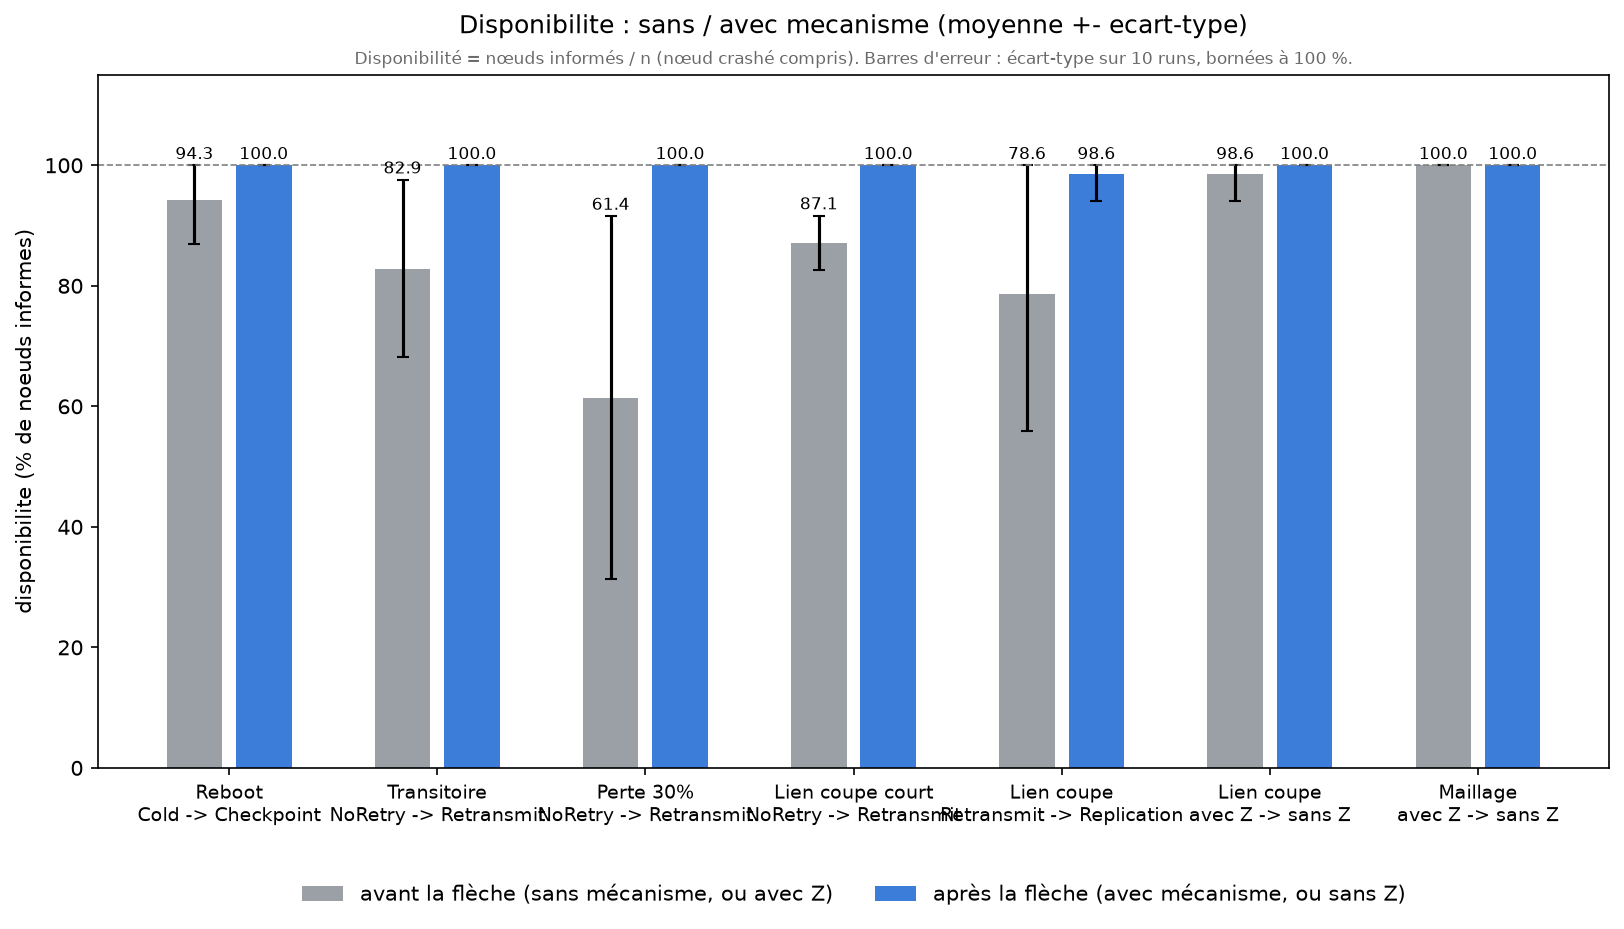 Disponibilite : sans / avec mecanisme (moyenne +- ecart-type)
Disponibilité = nœuds informés / n (nœud crashé compris). Barres d'erreur : écart-type sur 10 runs, bornées à 100 %.
disponibilite (% de noeuds informes)
100
80
60
40
20
0
94.3 100.0 82.9 100.0 61.4 100.0 87.1 100.0 78.6 98.6 98.6 100.0 100.0 100.0
Reboot
Cold -> Checkpoint
Transitoire
NoRetry -> Retransmit
Perte 30%
NoRetry -> Retransmit
Lien coupe court
NoRetry -> Retransmit
Lien coupe
Retransmit -> Replication
Lien coupe
avec Z -> sans Z
Maillage
avec Z -> sans Z
avant la flèche (sans mécanisme, ou avec Z)
après la flèche (avec mécanisme, ou sans Z)